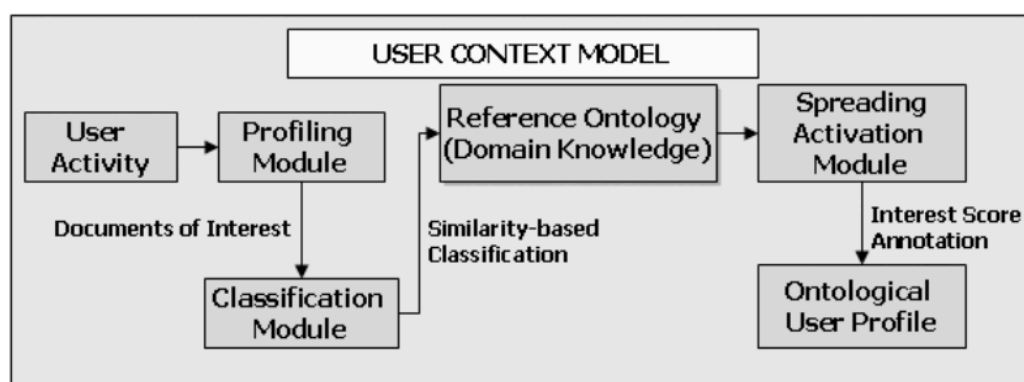 USER CONTEXT MODEL
User
Activity
Profiling
Module
Reference Ontology
(Domain Knowledge)
Spreading
Activation
Module
Documents of Interest
Similarity-based
Classification
Interest Score
Annotation
Classification
Module
Ontological
User Profile